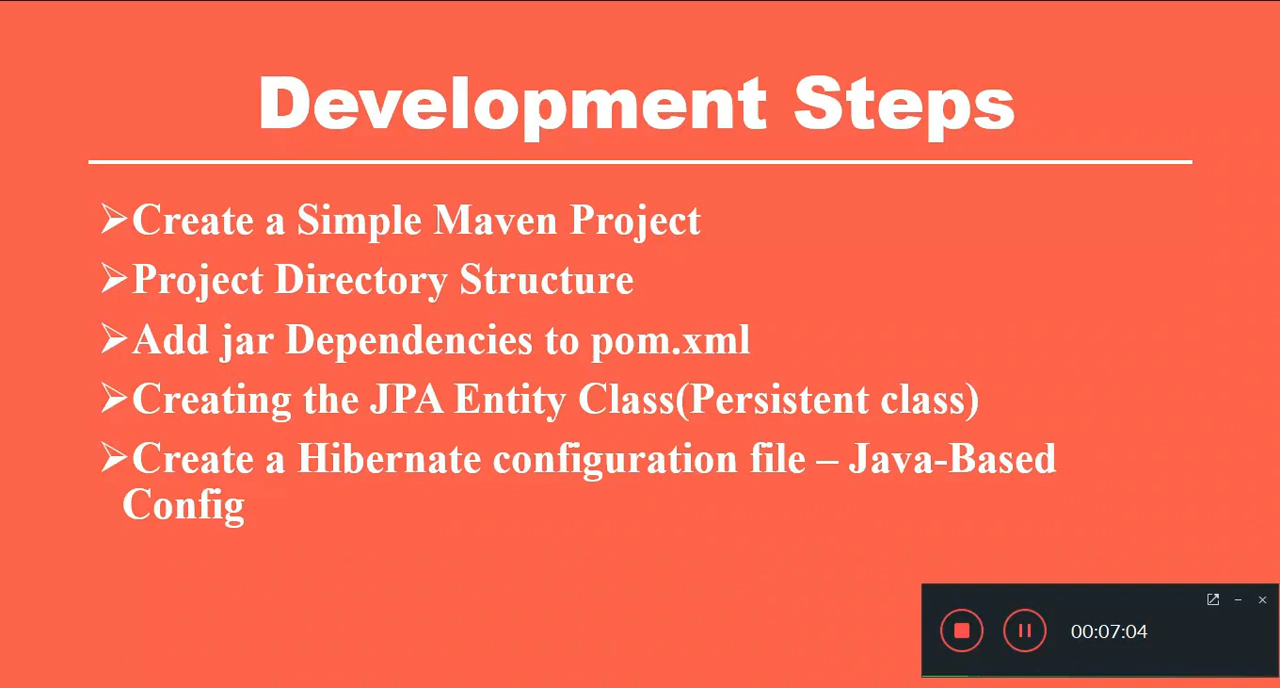 Development Steps
➢Create a Simple Maven Project
➢Project Directory Structure
➢Add jar Dependencies to pom.xml
➢Creating the JPA Entity Class(Persistent class)
➢Create a Hibernate configuration file – Java-Based
Config
00:07:04